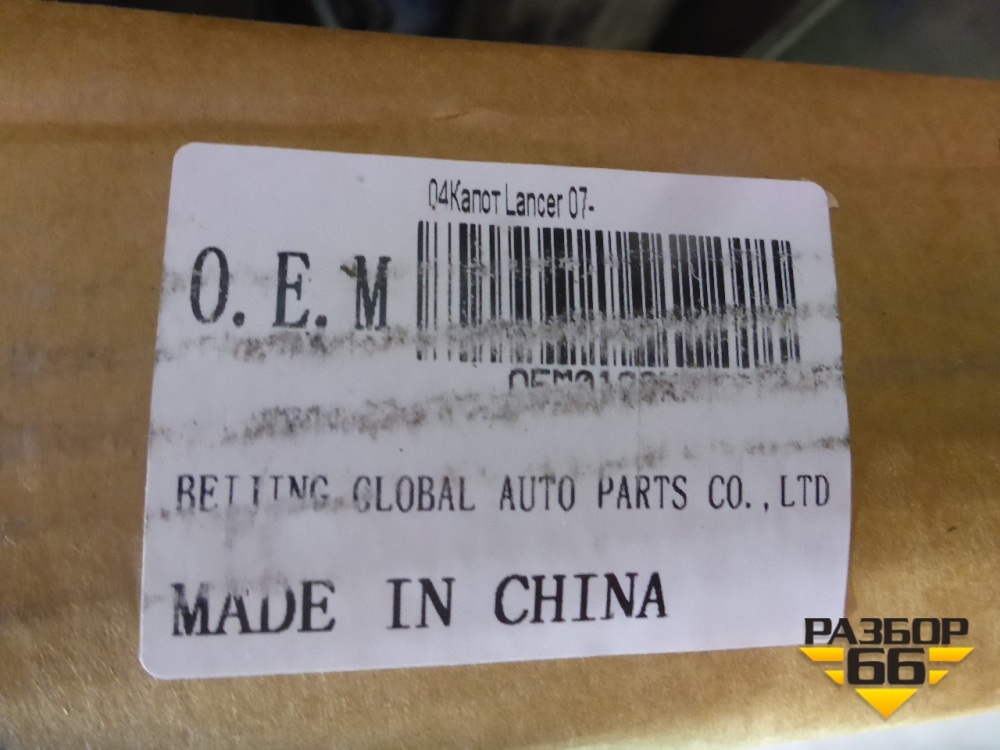 04Капот Lancer 07-
O.E.M
BEIJING GLOBAL AUTO PARTS CO.,LTD
MADE IN CHINA
РАЗБОР
66